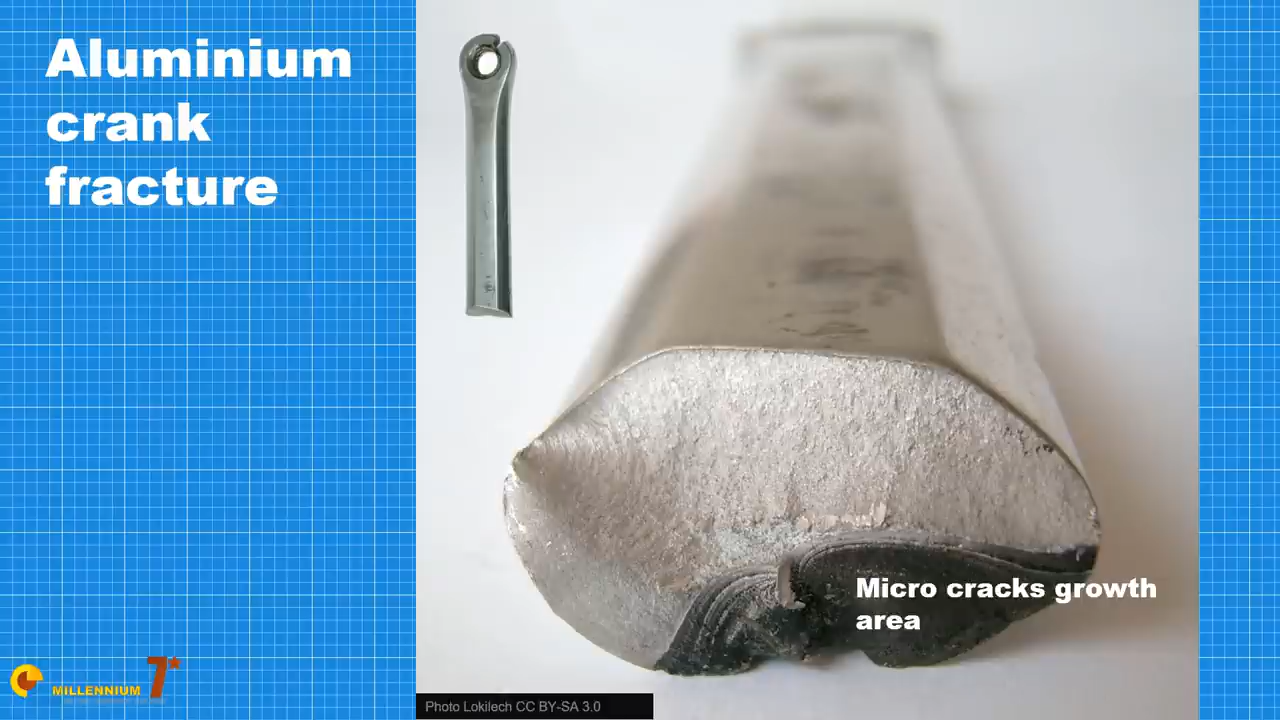 Aluminium
crank
fracture
Micro cracks growth
area
MILLENNIUM 7*
Photo Lokilech CC BY-SA 3.0